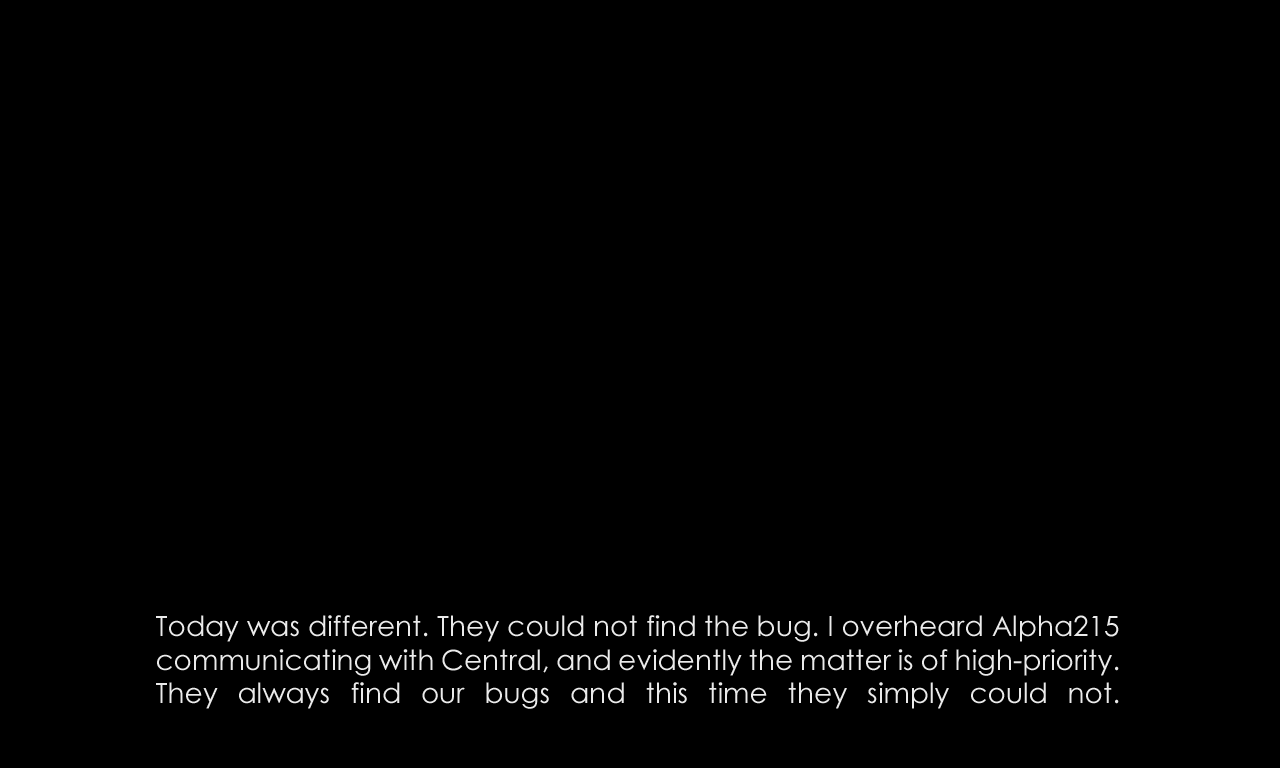 Today was different. They could not find the bug. I overheard Alpha215
communicating with Central, and evidently the matter is of high-priority.
They always find our bugs and this time they simply could not.